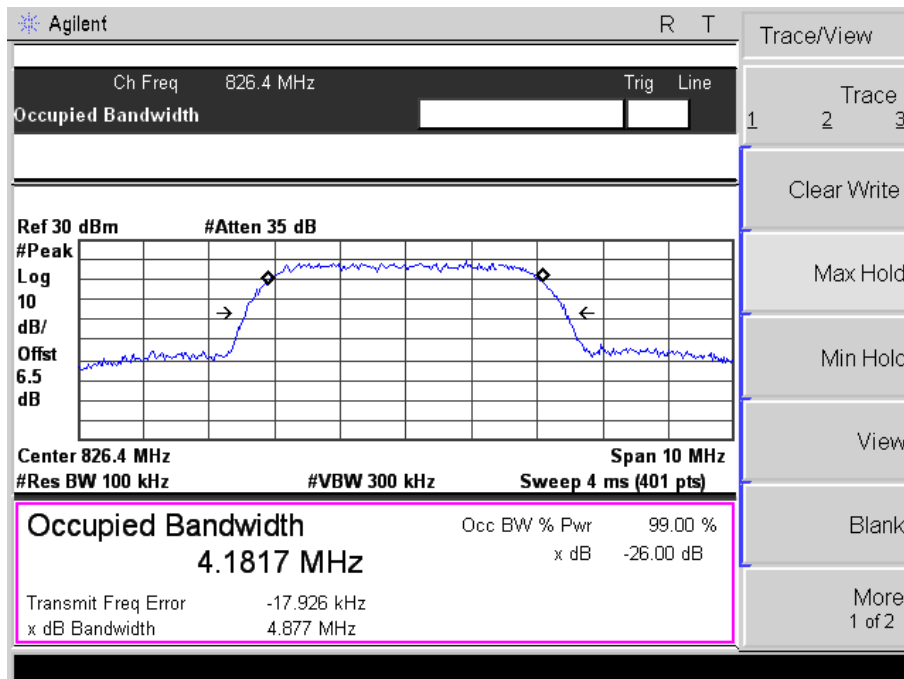 Agilent R T Trace/View
Ch Freq 826.4 MHz Trig Line
Occupied Bandwidth
Trace
1 2 3
Clear Write
Max Hold
Min Hold
View
Blank
More
1 of 2
Ref 30 dBm #Atten 35 dB
#Peak
Log
10
dB/
Offst
6.5
dB
Center 826.4 MHz Span 10 MHz
#Res BW 100 kHz #VBW 300 kHz Sweep 4 ms (401 pts)
Occupied Bandwidth Occ BW % Pwr 99.00 %
4.1817 MHz x dB -26.00 dB
Transmit Freq Error -17.926 kHz
x dB Bandwidth 4.877 MHz